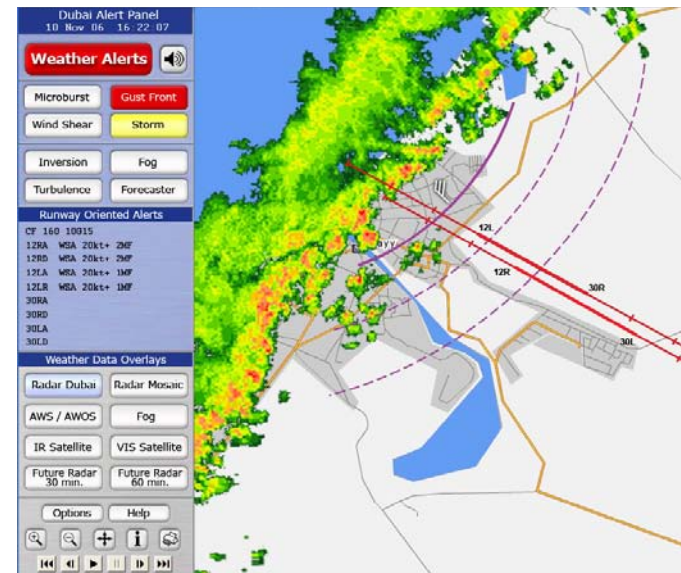 Dubai Alert Panel
10 Nov 06 16:22:07
Weather Alerts
Microburst
Gust Front
Wind Shear
Storm
Inversion
Fog
Turbulence
Forecaster
Runway Oriented Alerts
CF 160 10G15
12RA WSA 20kt+ 2MF
12RD WSA 20kt+ 2MF
12LA WSA 20kt+ 1MF
12LR WSA 20kt+ 1MF
30RA
30RD
30LA
30LD
Weather Data Overlays
Radar Dubai
Radar Mosaic
AWS / AWOS
Fog
IR Satellite
VIS Satellite
Future Radar
30 min.
Future Radar
60 min.
Options
Help
12L
12R
30R
30L